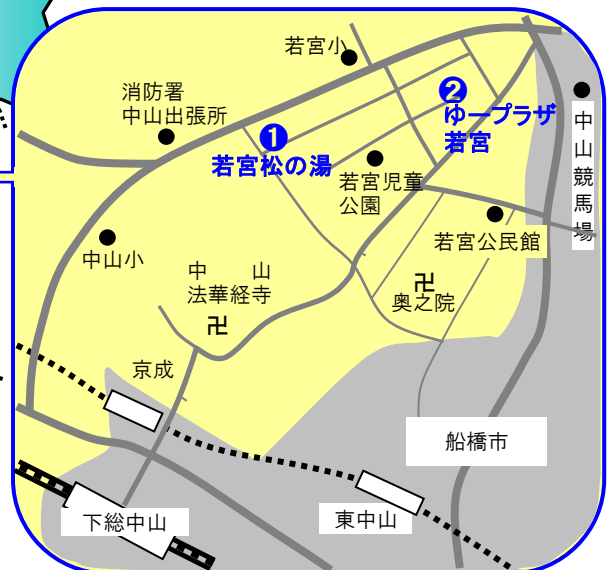 若宮小
消防署
中山出張所
❶
若宮松の湯
❷
ゆープラザ
若宮
中山競馬場
若宮児童
公園
若宮公民館
中山小
中　山
法華経寺
卍
卍
奥之院
京成
船橋市
下総中山
東中山